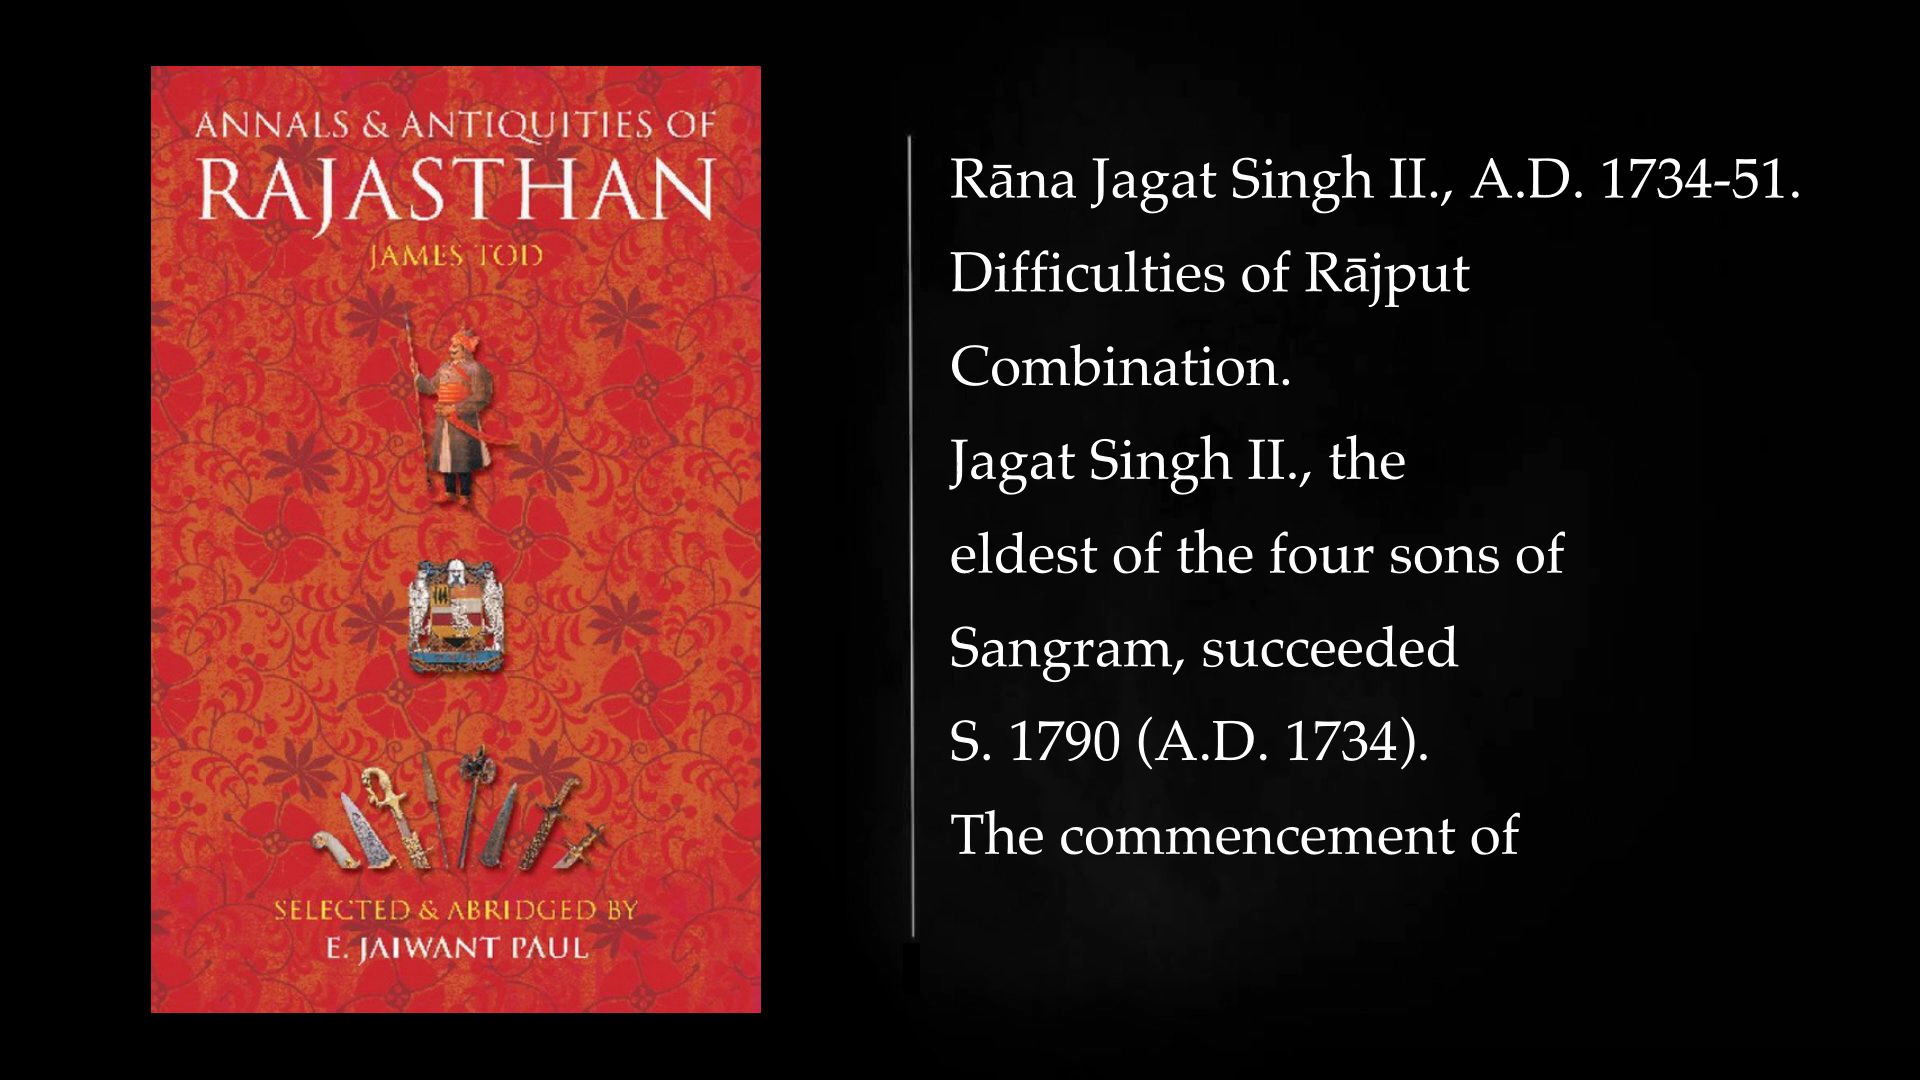 ANNALS & ANTIQUITIES OF
RAJASTHAN
JAMES TOD
SELECTED & ABRIDGED BY
E. JAIWANT PAUL
Rāna Jagat Singh II., A.D. 1734-51.
Difficulties of Rājput
Combination.
Jagat Singh II., the
eldest of the four sons of
Sangram, succeeded
S. 1790 (A.D. 1734).
The commencement of